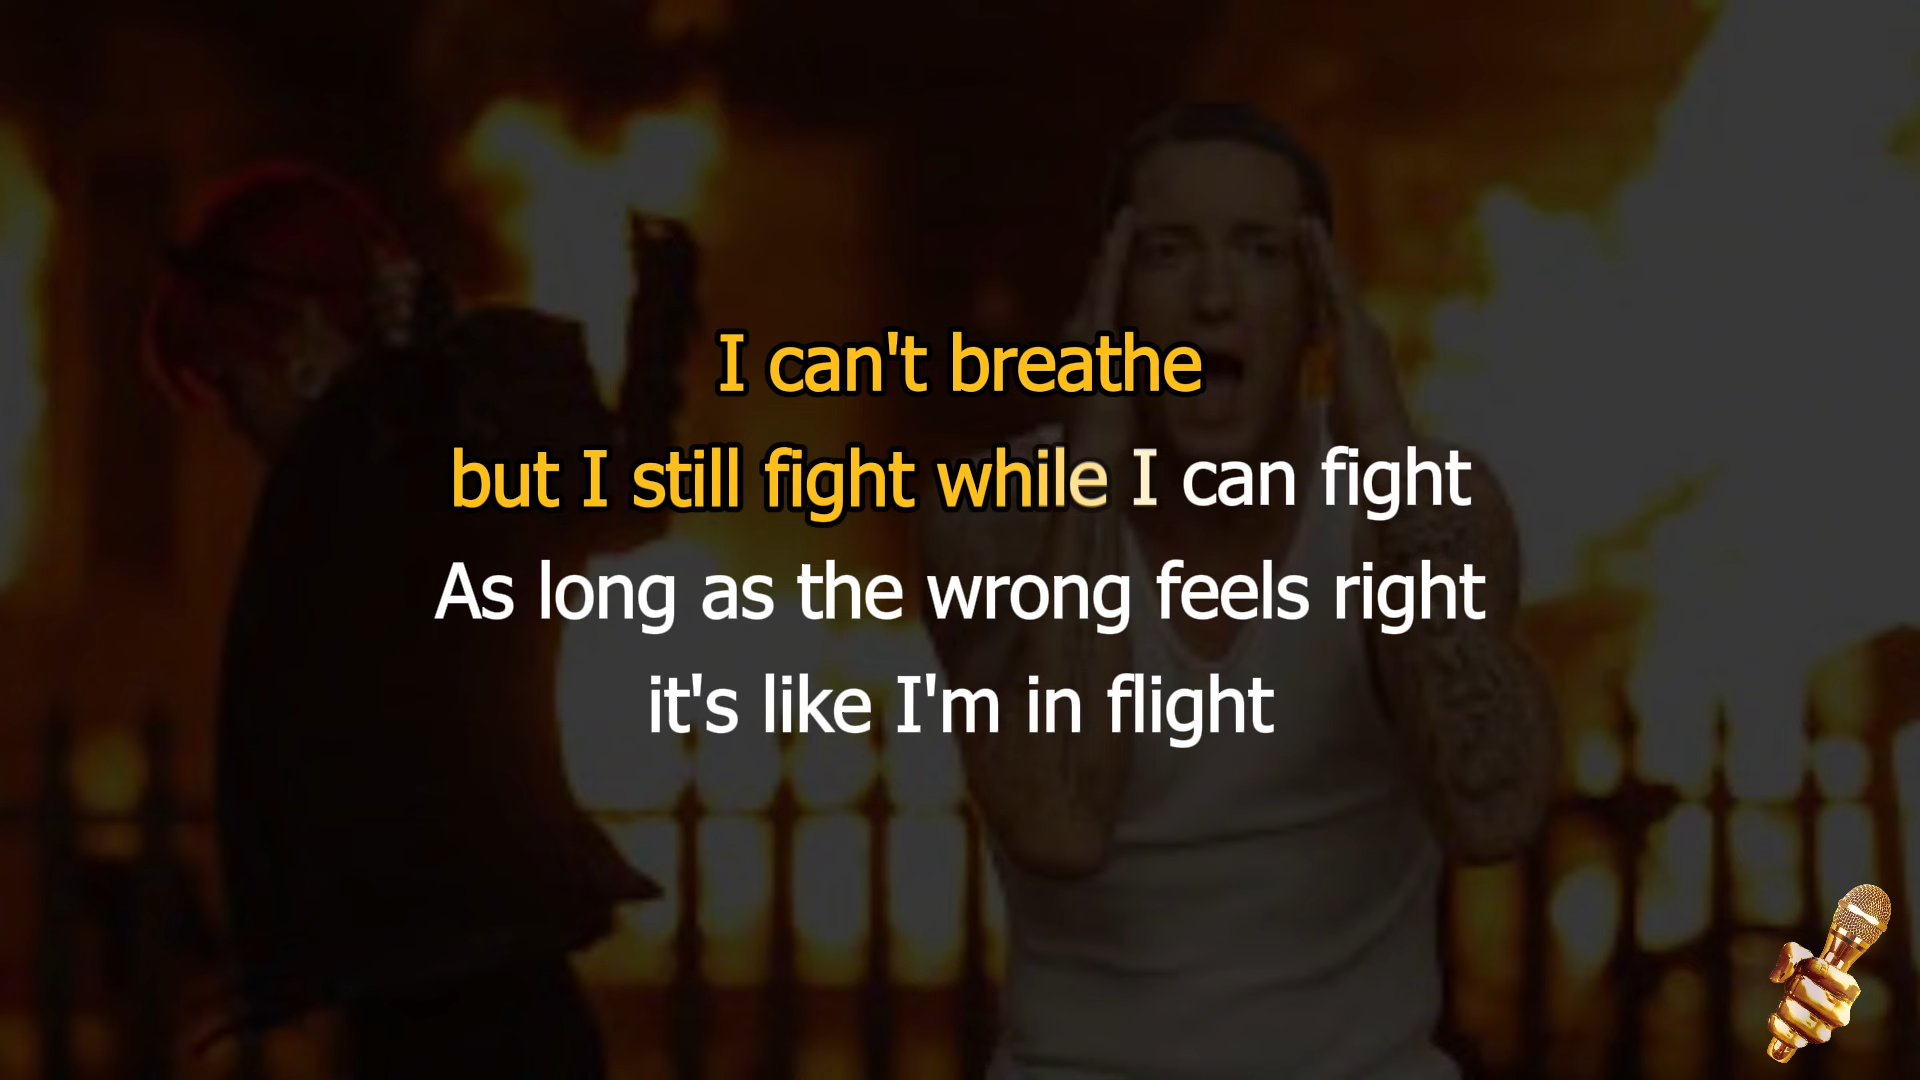 I can't breathe
but I still fight while I can fight
As long as the wrong feels right
it's like I'm in flight